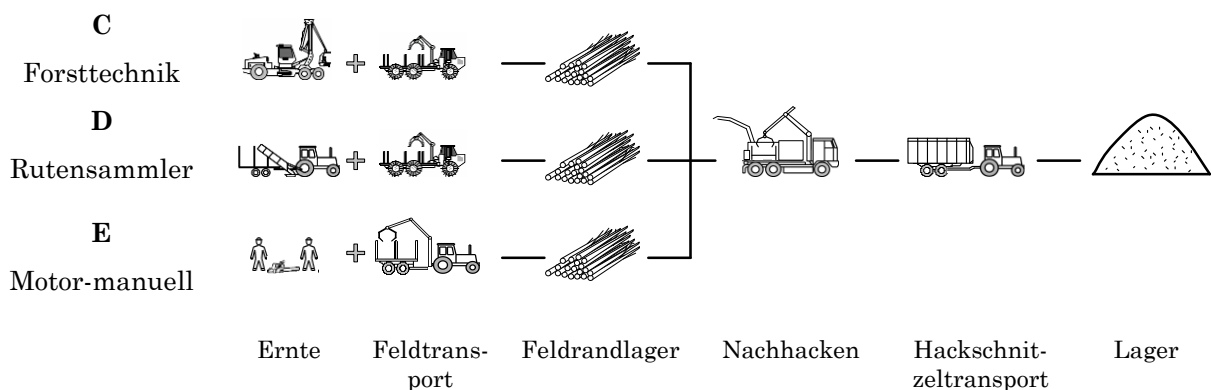 C
Forsttechnik
D
Rutensammler
E
Motor-manuell
Ernte
Feldtrans-
port
Feldrandlager
Nachhacken
Hackschnit-
zeltransport
Lager